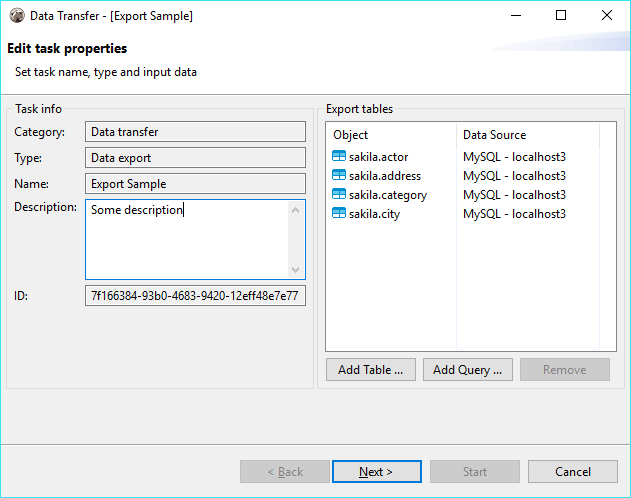 Data Transfer - [Export Sample]
Edit task properties
Set task name, type and input data
Task info
Category: Data transfer
Type: Data export
Name: Export Sample
Description: Some description
ID: 7f166384-93b0-4683-9420-12eff48e7e77
Export tables
Object Data Source
sakila.actor MySQL - localhost3
sakila.address MySQL - localhost3
sakila.category MySQL - localhost3
sakila.city MySQL - localhost3
Add Table ... Add Query ... Remove
< Back Next > Start Cancel